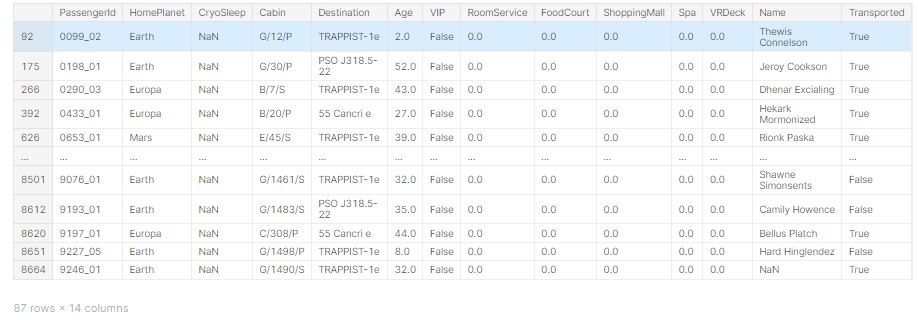 PassengerId HomePlanet CryoSleep Cabin Destination Age VIP RoomService FoodCourt ShoppingMall Spa VRDeck Name Transported
92 0099_02 Earth NaN G/12/P TRAPPIST-1e 2.0 False 0.0 0.0 0.0 0.0 0.0 Thewis Connelson True
175 0198_01 Earth NaN G/30/P PSO J318.5-22 52.0 False 0.0 0.0 0.0 0.0 0.0 Jeroy Cookson True
266 0290_03 Europa NaN B/7/S TRAPPIST-1e 43.0 False 0.0 0.0 0.0 0.0 0.0 Dhenar Excialing True
392 0433_01 Europa NaN B/20/P 55 Cancri e 27.0 False 0.0 0.0 0.0 0.0 0.0 Hekark Mormonized True
626 0653_01 Mars NaN E/45/S TRAPPIST-1e 39.0 False 0.0 0.0 0.0 0.0 0.0 Rionk Paska True
... ... ... ... ... ... ... ... ... ... ... ... ... ... ...
8501 9076_01 Earth NaN G/1461/S TRAPPIST-1e 32.0 False 0.0 0.0 0.0 0.0 0.0 Shawne Simonsents False
8612 9193_01 Earth NaN G/1483/S PSO J318.5-22 35.0 False 0.0 0.0 0.0 0.0 0.0 Camily Howence False
8620 9197_01 Europa NaN C/308/P 55 Cancri e 44.0 False 0.0 0.0 0.0 0.0 0.0 Bellus Platch True
8651 9227_05 Earth NaN G/1498/P TRAPPIST-1e 8.0 False 0.0 0.0 0.0 0.0 0.0 Hard Hinglendez False
8664 9246_01 Earth NaN G/1490/S TRAPPIST-1e 32.0 False 0.0 0.0 0.0 0.0 0.0 NaN True
87 rows × 14 columns